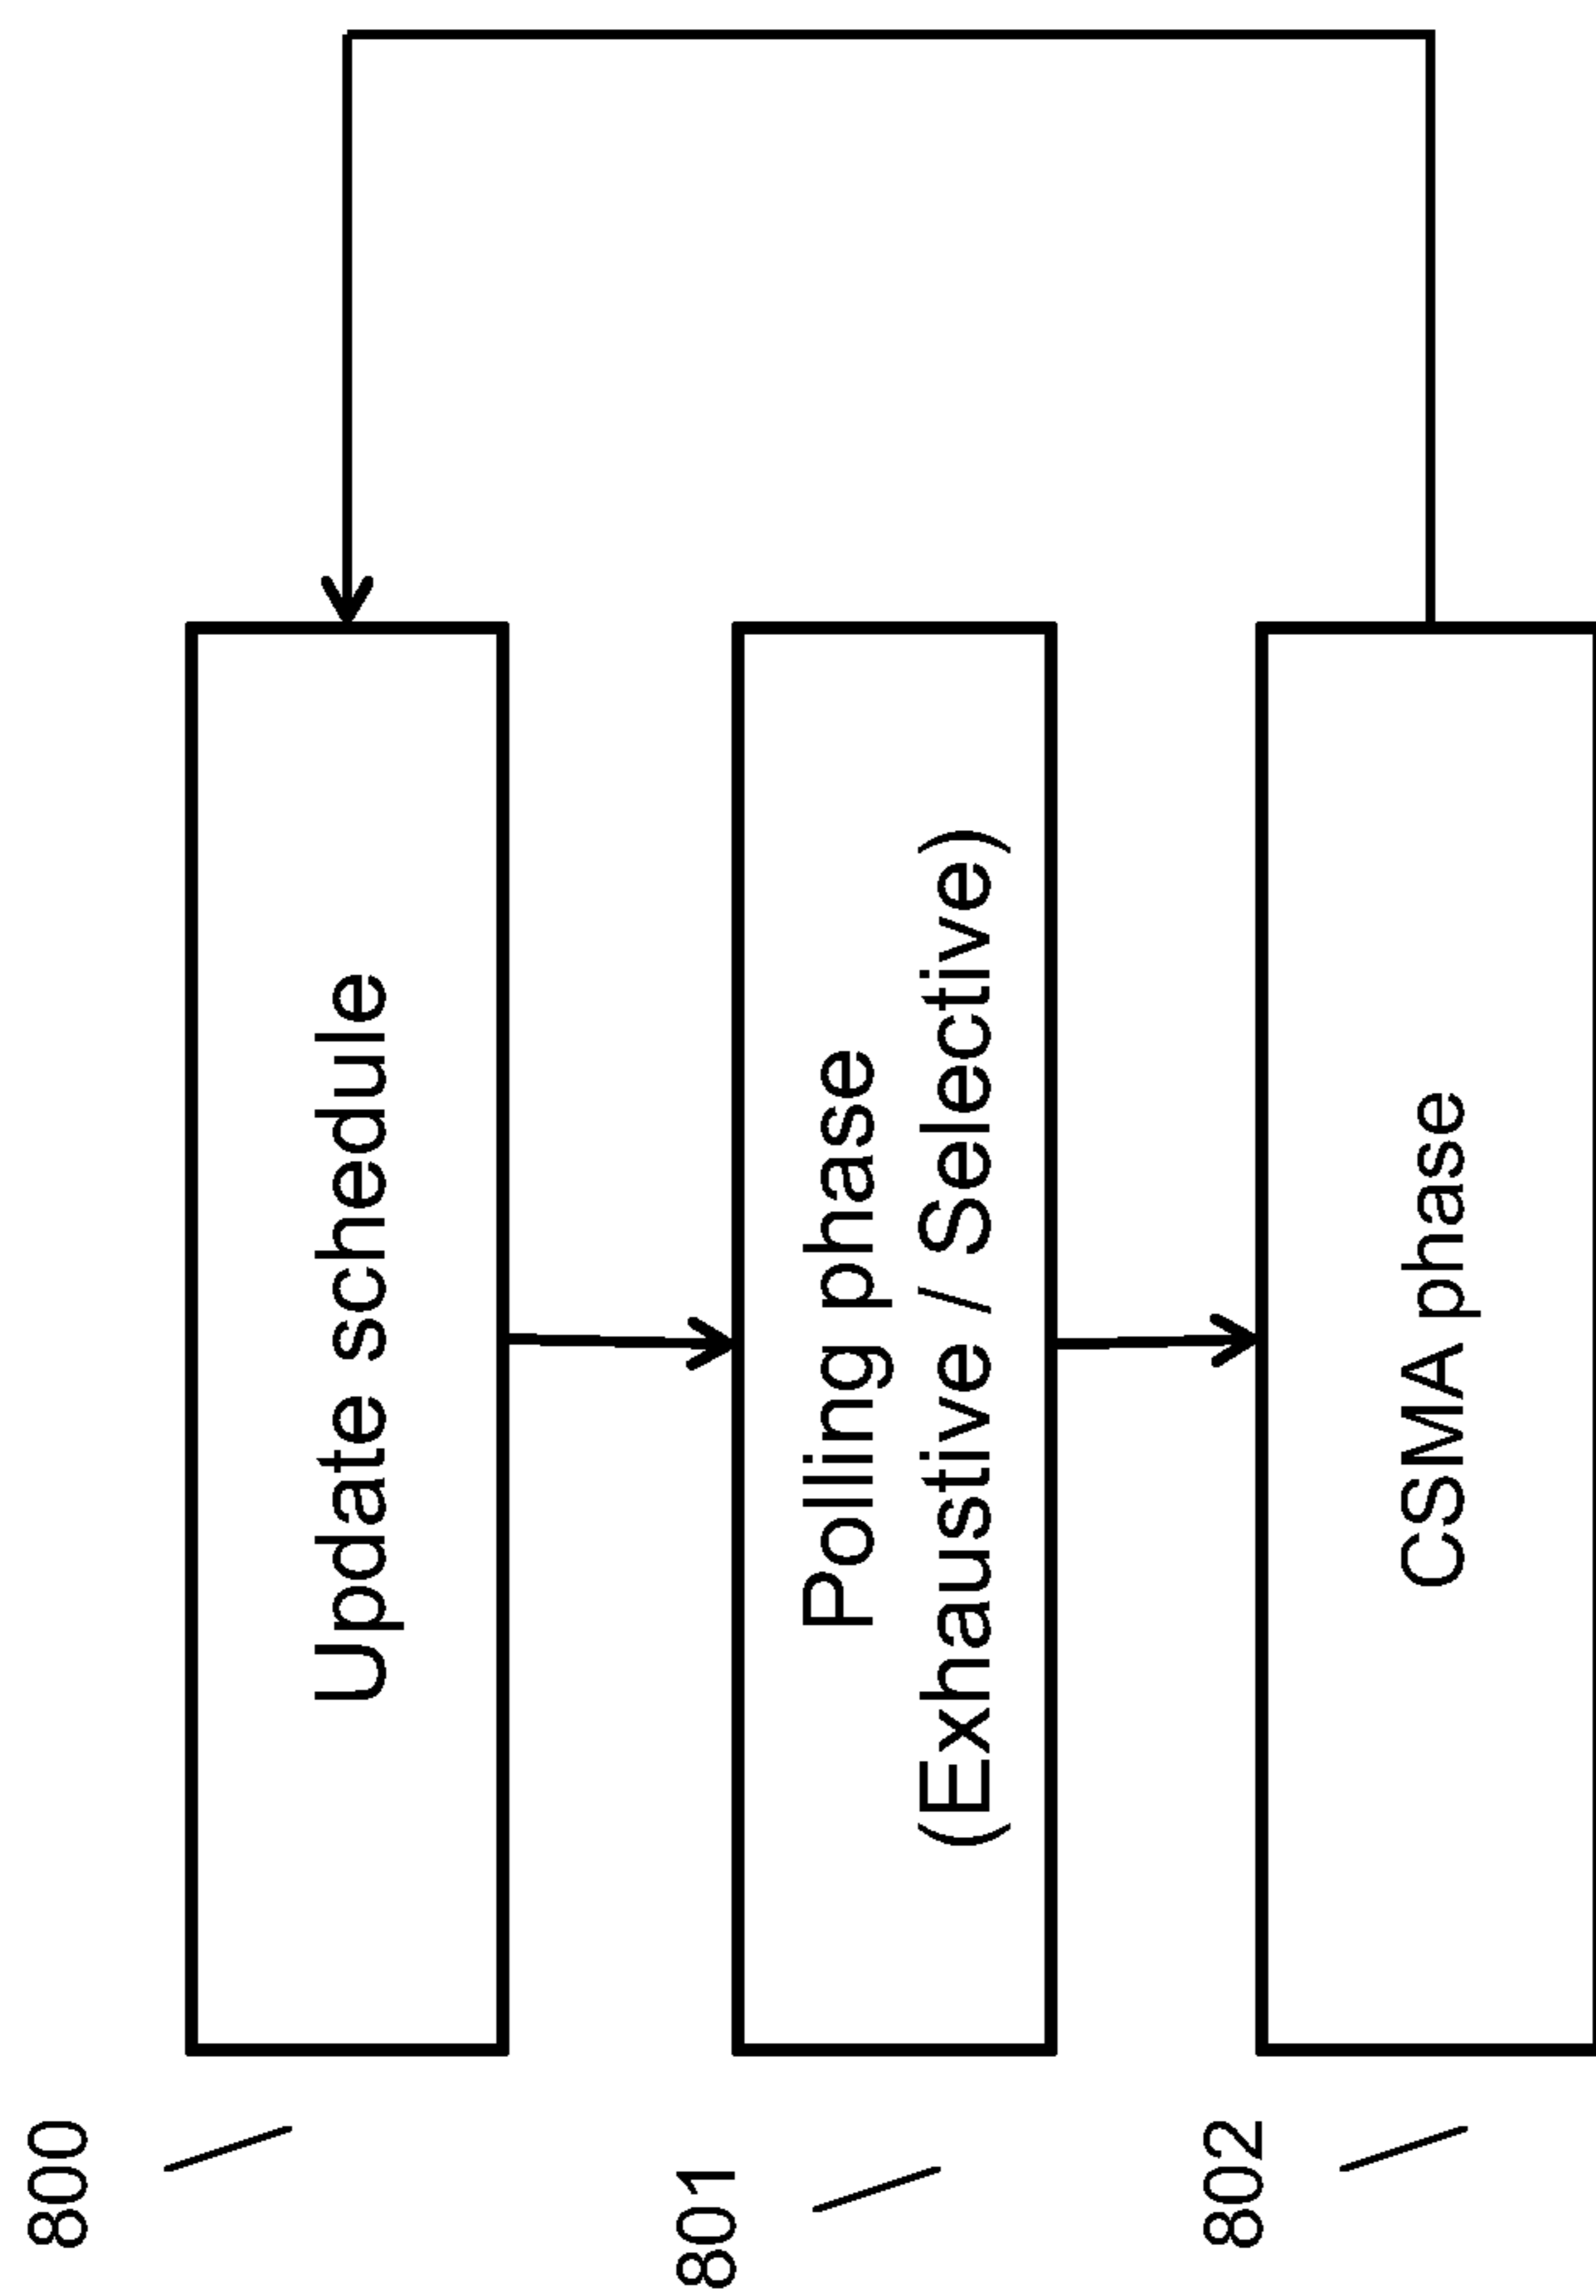 800
Update schedule
801
Polling phase
(Exhaustive / Selective)
802
CSMA phase